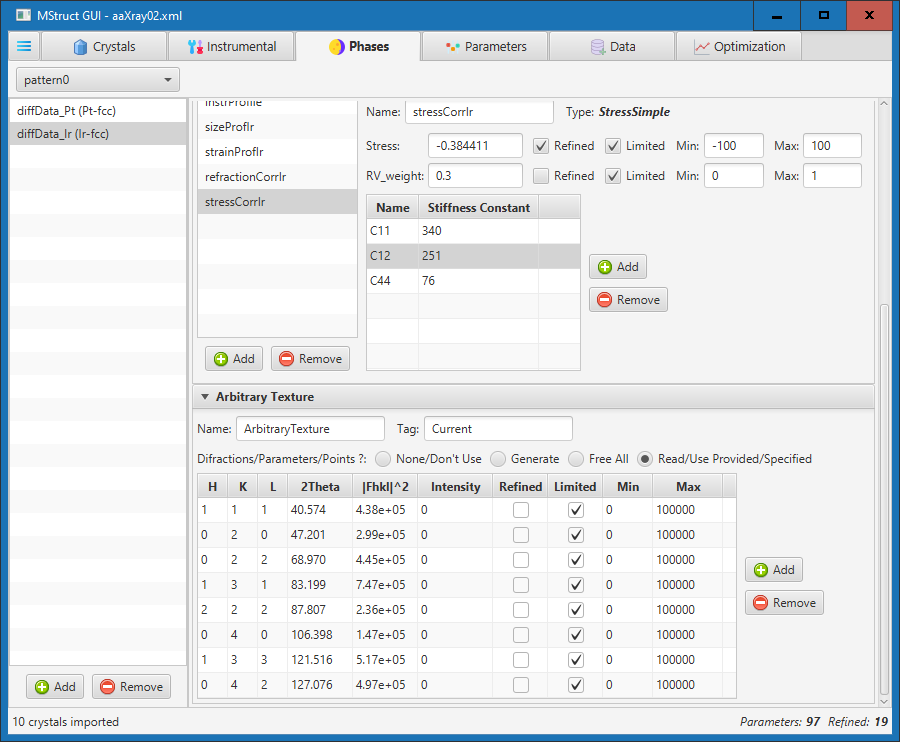 MStruct GUI - aaXray02.xml
Crystals Instrumental Phases Parameters Data Optimization
pattern0
diffData_Pt (Pt-fcc)
diffData_Ir (Ir-fcc)
instrProfile
sizeProfIr
strainProfIr
refractionCorrIr
stressCorrIr
Add Remove
Name: stressCorrIr Type: StressSimple
Stress: -0.384411 Refined Limited Min: -100 Max: 100
RV_weight: 0.3 Refined Limited Min: 0 Max: 1
Name Stiffness Constant
C11 340
C12 251
C44 76
Add
Remove
Arbitrary Texture
Name: ArbitraryTexture Tag: Current
Difractions/Parameters/Points ?: None/Don't Use Generate Free All Read/Use Provided/Specified
H K L 2Theta |Fhkl|^2 Intensity Refined Limited Min Max
1 1 1 40.574 4.38e+05 0 0 100000
0 2 0 47.201 2.99e+05 0 0 100000
0 2 2 68.970 4.45e+05 0 0 100000
1 3 1 83.199 7.47e+05 0 0 100000
2 2 2 87.807 2.36e+05 0 0 100000
0 4 0 106.398 1.47e+05 0 0 100000
1 3 3 121.516 5.17e+05 0 0 100000
0 4 2 127.076 4.97e+05 0 0 100000
Add
Remove
Add Remove
10 crystals imported Parameters: 97 Refined: 19